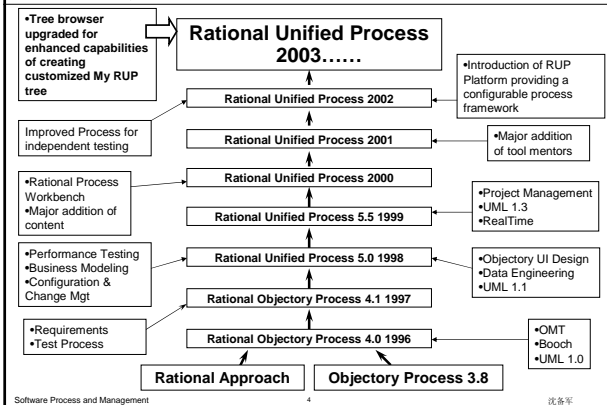 •Tree browser
upgraded for
enhanced capabilities
of creating
customized My RUP
tree
Rational Unified Process
2003……
•Introduction of RUP
Platform providing a
configurable process
framework
Rational Unified Process 2002
Improved Process for
independent testing
Rational Unified Process 2001
•Major addition
of tool mentors
Rational Unified Process 2000
•Rational Process
Workbench
•Major addition of
content
•Project Management
•UML 1.3
•RealTime
Rational Unified Process 5.5 1999
•Performance Testing
•Business Modeling
•Configuration &
Change Mgt
Rational Unified Process 5.0 1998
•Objectory UI Design
•Data Engineering
•UML 1.1
Rational Objectory Process 4.1 1997
•Requirements
•Test Process
Rational Objectory Process 4.0 1996
•OMT
•Booch
•UML 1.0
Rational Approach
Objectory Process 3.8
Software Process and Management
4
沈备军